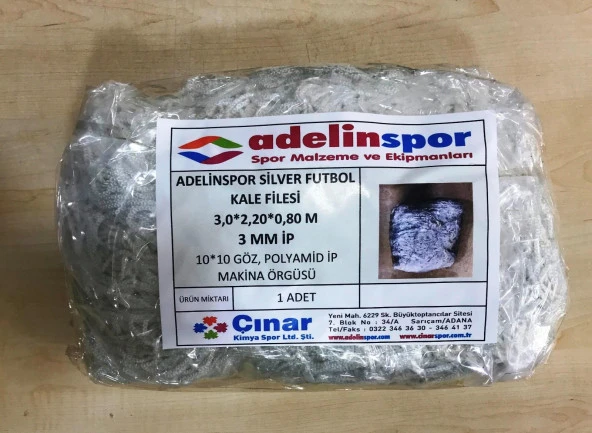 adelinspor
Spor Malzeme ve Ekipmanları
ADELİNSPOR SİLVER FUTBOL
KALE FİLESİ
3,0*2,20*0,80 M
3 MM İP
10*10 GÖZ, POLYAMİD İP
MAKİNA ÖRGÜSÜ
ÜRÜN MİKTARI
1 ADET
Çınar
Kimya Spor Ltd. Şti.
Yeni Mah. 6229 Sk. Büyüktoptancılar Sitesi
7. Blok No : 34/A Sarıçam/ADANA
Tel/Faks : 0322 346 36 30 - 346 41 37
www.adelinspor.com www.cinarspor.com.tr